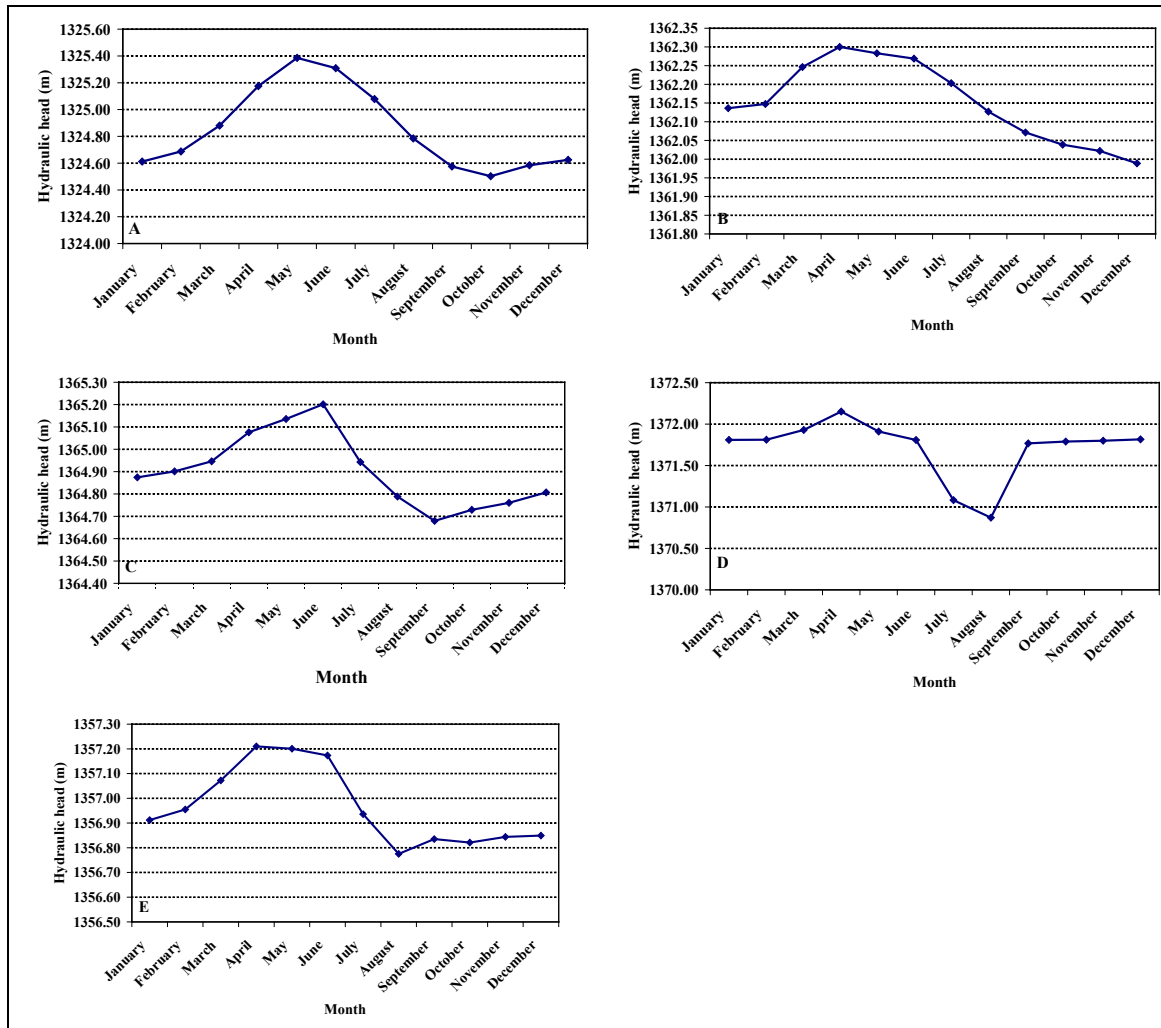 1325.60
1325.40
1325.20
1325.00
1324.80
1324.60
1324.40
1324.20
1324.00
Hydraulic head (m)
A
January
February
March
April
May
June
July
August
September
October
November
December
Month
1362.35
1362.30
1362.25
1362.20
1362.15
1362.10
1362.05
1362.00
1361.95
1361.90
1361.85
1361.80
Hydraulic head (m)
B
January
February
March
April
May
June
July
August
September
October
November
December
Month
1365.30
1365.20
1365.10
1365.00
1364.90
1364.80
1364.70
1364.60
1364.50
1364.40
Hydraulic head (m)
C
January
February
March
April
May
June
July
August
September
October
November
December
Month
1372.50
1372.00
1371.50
1371.00
1370.50
1370.00
Hydraulic head (m)
D
January
February
March
April
May
June
July
August
September
October
November
December
Month
1357.30
1357.20
1357.10
1357.00
1356.90
1356.80
1356.70
1356.60
1356.50
Hydraulic head (m)
E
January
February
March
April
May
June
July
August
September
October
November
December
Month